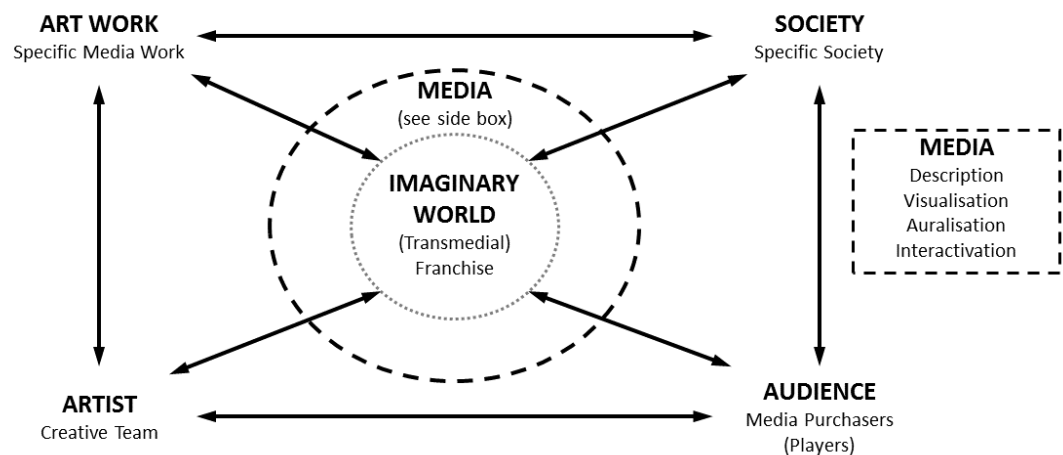 ART WORK
Specific Media Work
SOCIETY
Specific Society
MEDIA
(see side box)
IMAGINARY
WORLD
(Transmedial)
Franchise
MEDIA
Description
Visualisation
Auralisation
Interactivation
ARTIST
Creative Team
AUDIENCE
Media Purchasers
(Players)